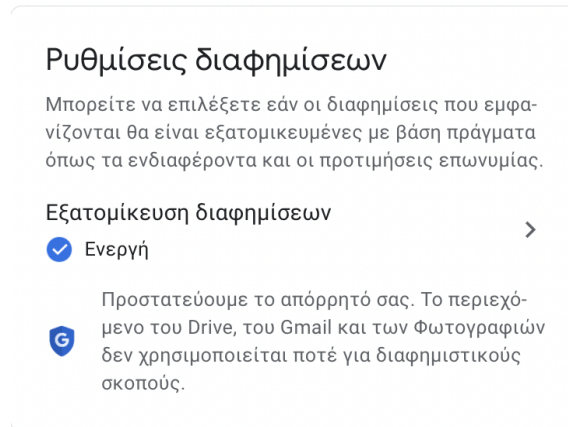 Ρυθμίσεις διαφημίσεων
Μπορείτε να επιλέξετε εάν οι διαφημίσεις που εμφα-
νίζονται θα είναι εξατομικευμένες με βάση πράγματα
όπως τα ενδιαφέροντα και οι προτιμήσεις επωνυμίας.
Εξατομίκευση διαφημίσεων
Ενεργή
Προστατεύουμε το απόρρητό σας. Το περιεχό-
μενο του Drive, του Gmail και των Φωτογραφιών
δεν χρησιμοποιείται ποτέ για διαφημιστικούς
σκοπούς.
G